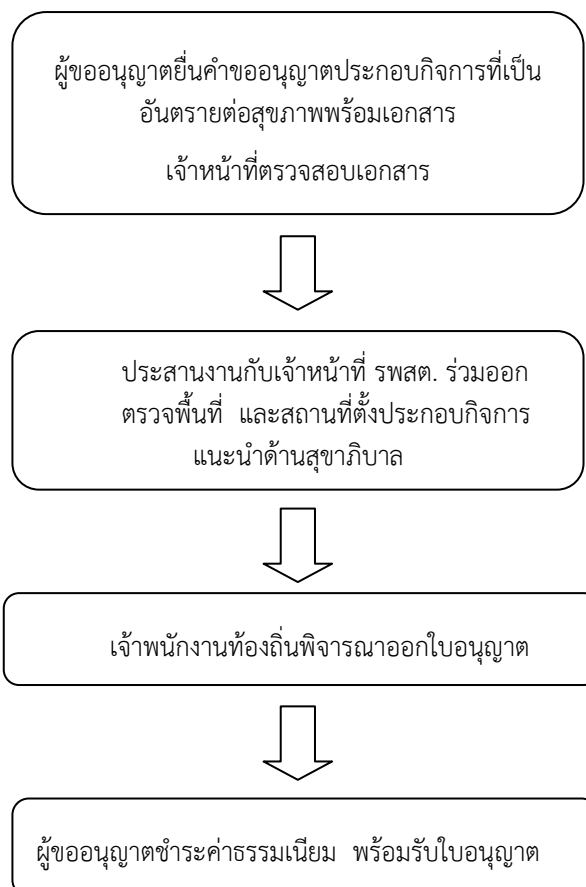 ผู้ขออนุญาตยื่นคำขออนุญาตประกอบกิจการที่เป็น
อันตรายต่อสุขภาพพร้อมเอกสาร
เจ้าหน้าที่ตรวจสอบเอกสาร
ประสานงานกับเจ้าหน้าที่ รพสต. ร่วมออก
ตรวจพื้นที่ และสถานที่ตั้งประกอบกิจการ
แนะนำด้านสุขาภิบาล
เจ้าพนักงานท้องถิ่นพิจารณาออกใบอนุญาต
ผู้ขออนุญาตชำระค่าธรรมเนียม พร้อมรับใบอนุญาต